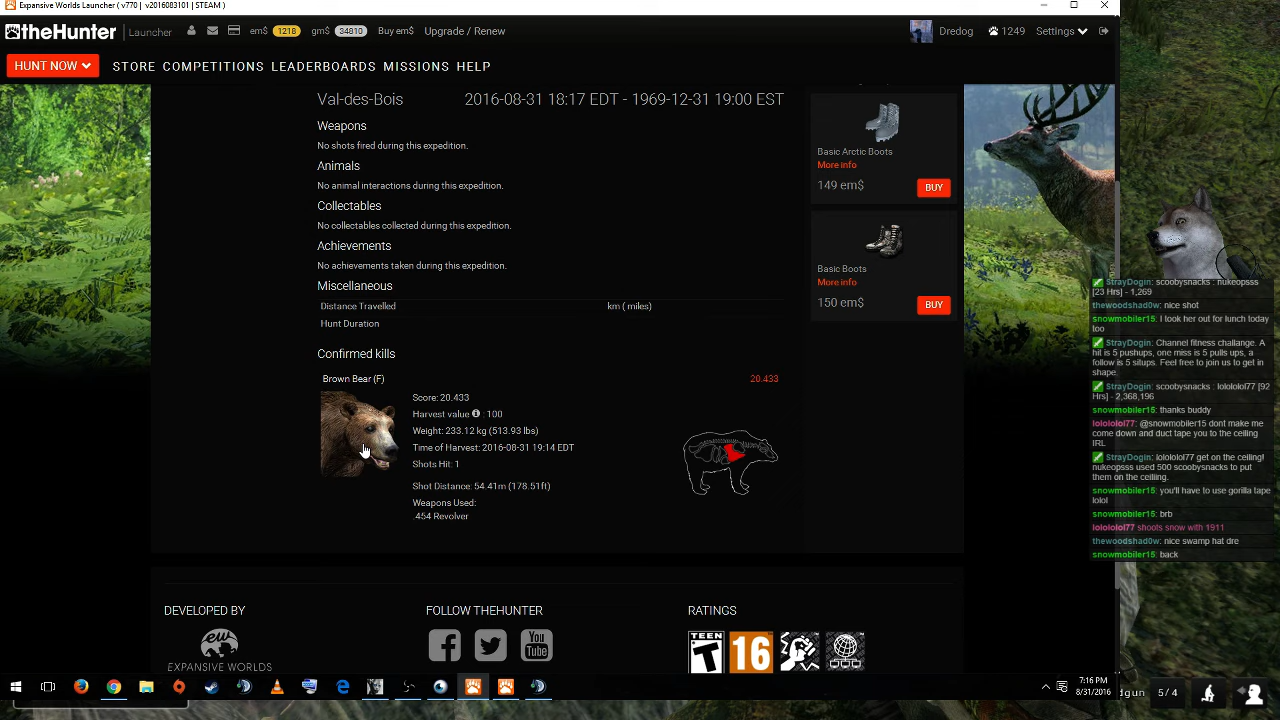 Expansive Worlds Launcher ( v770 | v2016083101 | STEAM )
theHunter Launcher em$ 1218 gm$ 34810 Buy em$ Upgrade / Renew Dredog 1249 Settings
HUNT NOW STORE COMPETITIONS LEADERBOARDS MISSIONS HELP
Val-des-Bois 2016-08-31 18:17 EDT - 1969-12-31 19:00 EST
Weapons
No shots fired during this expedition.
Animals
No animal interactions during this expedition.
Collectables
No collectables collected during this expedition.
Achievements
No achievements taken during this expedition.
Miscellaneous
Distance Travelled km ( miles)
Hunt Duration
Confirmed kills
Brown Bear (F) 20.433
Score: 20.433
Harvest value : 100
Weight: 233.12 kg (513.93 lbs)
Time of Harvest: 2016-08-31 19:14 EDT
Shots Hit: 1
Shot Distance: 54.41m (178.51ft)
Weapons Used:
.454 Revolver
Basic Arctic Boots
More info
149 em$ BUY
Basic Boots
More info
150 em$ BUY
StrayDogin: scoobysnacks : nukeopsss
[23 Hrs] - 1,269
thewoodshad0w: nice shot
snowmobiler15: I took her out for lunch today
too
StrayDogin: Channel fitness challange. A
hit is 5 pushups, one miss is 5 pulls ups, a
follow is 5 situps. Feel free to join us to get in
shape.
StrayDogin: scoobysnacks : lolololol77 [92
Hrs] - 2,368,196
snowmobiler15: thanks buddy
lolololol77: @snowmobiler15 dont make me
come down and duct tape you to the ceiling
IRL
StrayDogin: lolololol77 get on the ceiling!
nukeopsss used 500 scoobysnacks to put
them on the ceilling.
snowmobiler15: you'll have to use gorilla tape
lolol
snowmobiler15: brb
lolololol77 shoots snow with 1911
thewoodshad0w: nice swamp hat dre
snowmobiler15: back
DEVELOPED BY FOLLOW THEHUNTER RATINGS
EW
EXPANSIVE WORLDS
You
Tube
TEEN
T
16
7:16 PM
8/31/2016
dgun 5 / 4